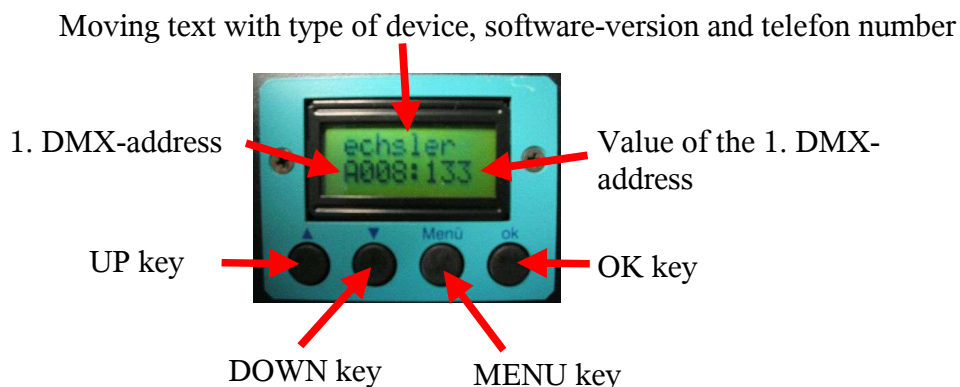 Moving text with type of device, software-version and telefon number
1. DMX-address
echsler
A008:133
Value of the 1. DMX-
address
▲ ▼ Menü ok
UP key
OK key
DOWN key
MENU key